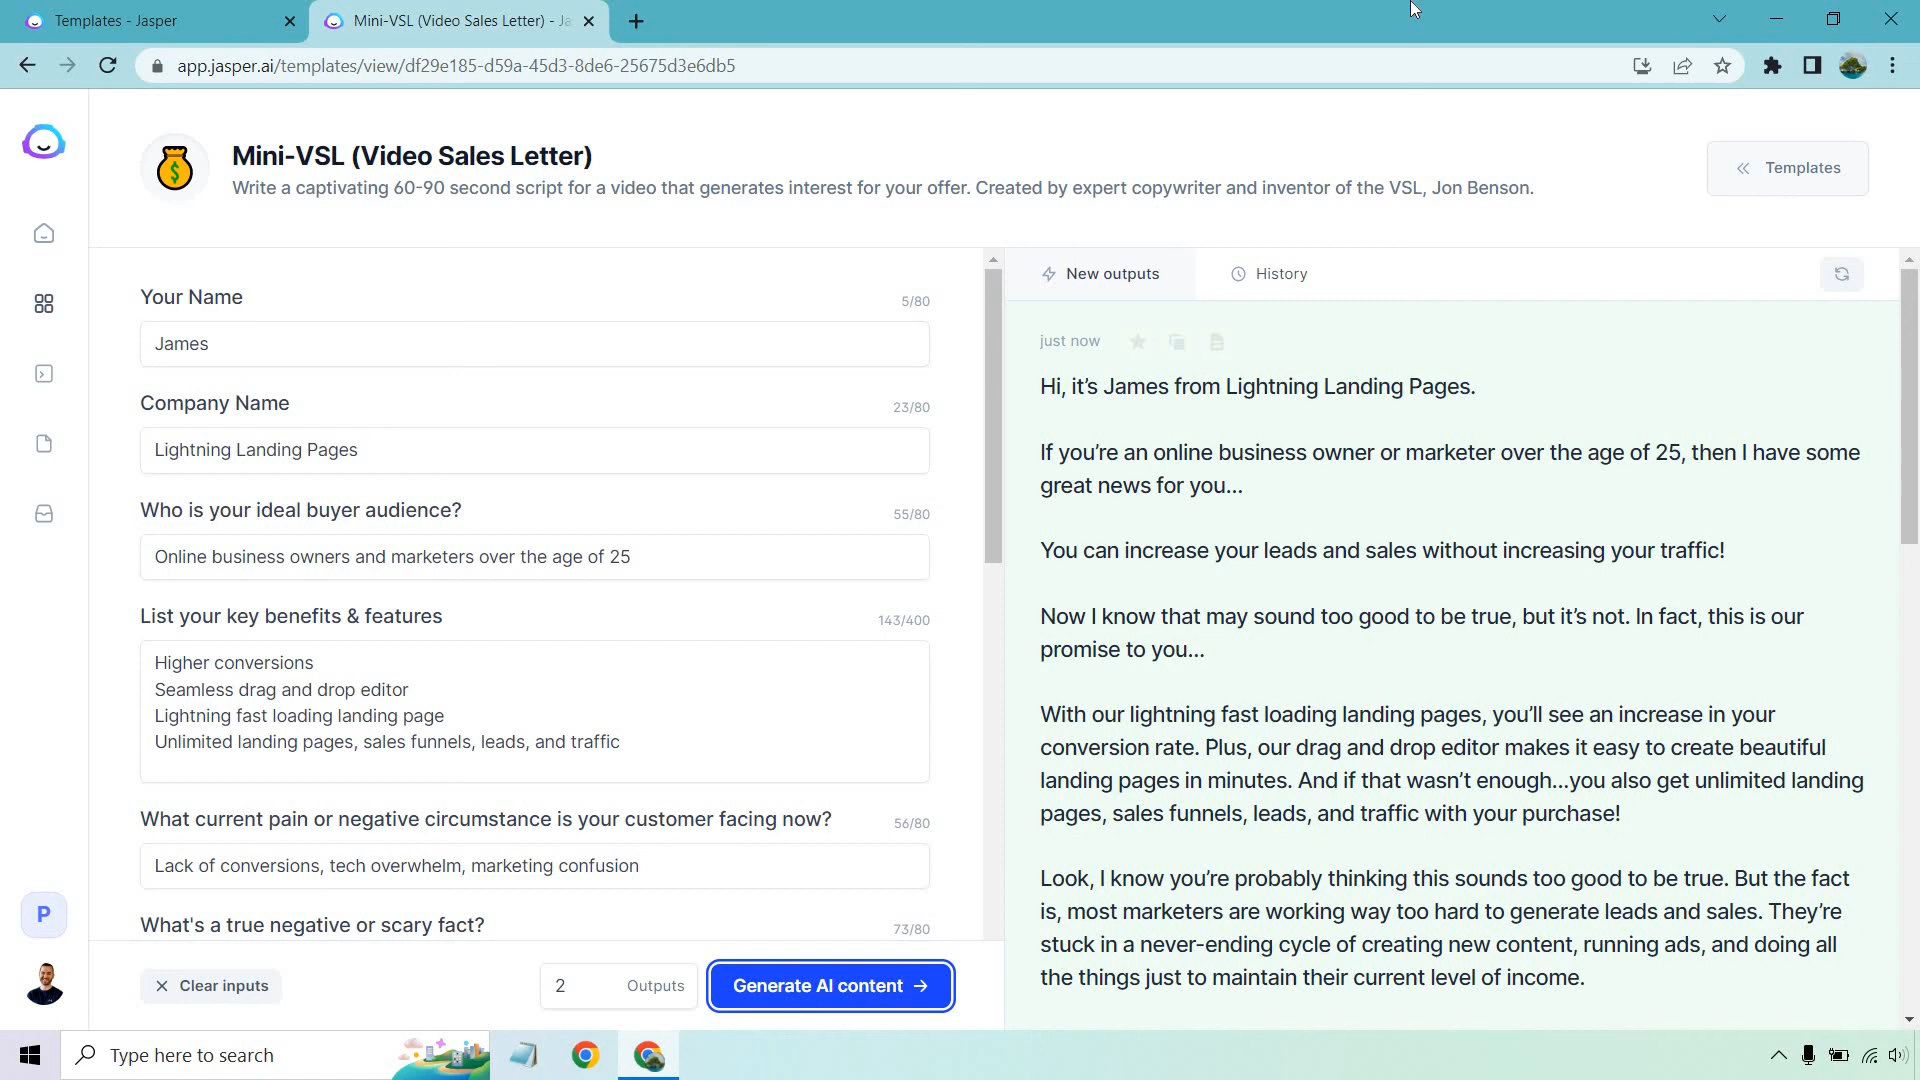 Templates - Jasper
Mini-VSL (Video Sales Letter) - Ja
app.jasper.ai/templates/view/df29e185-d59a-45d3-8de6-25675d3e6db5
Mini-VSL (Video Sales Letter)
Write a captivating 60-90 second script for a video that generates interest for your offer. Created by expert copywriter and inventor of the VSL, Jon Benson.
Templates
Your Name
5/80
James
Company Name
23/80
Lightning Landing Pages
Who is your ideal buyer audience?
55/80
Online business owners and marketers over the age of 25
List your key benefits & features
143/400
Higher conversions
Seamless drag and drop editor
Lightning fast loading landing page
Unlimited landing pages, sales funnels, leads, and traffic
What current pain or negative circumstance is your customer facing now?
56/80
Lack of conversions, tech overwhelm, marketing confusion
What's a true negative or scary fact?
73/80
Clear inputs
2 Outputs
Generate AI content
P
New outputs
History
just now
Hi, it's James from Lightning Landing Pages.
If you're an online business owner or marketer over the age of 25, then I have some
great news for you...
You can increase your leads and sales without increasing your traffic!
Now I know that may sound too good to be true, but it's not. In fact, this is our
promise to you...
With our lightning fast loading landing pages, you'll see an increase in your
conversion rate. Plus, our drag and drop editor makes it easy to create beautiful
landing pages in minutes. And if that wasn't enough...you also get unlimited landing
pages, sales funnels, leads, and traffic with your purchase!
Look, I know you're probably thinking this sounds too good to be true. But the fact
is, most marketers are working way too hard to generate leads and sales. They're
stuck in a never-ending cycle of creating new content, running ads, and doing all
the things just to maintain their current level of income.
Type here to search